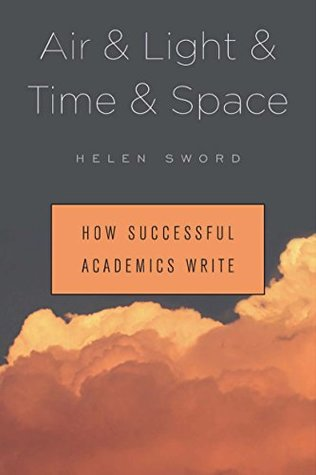 Air & Light &
Time & Space
HELEN SWORD
HOW SUCCESSFUL
ACADEMICS WRITE